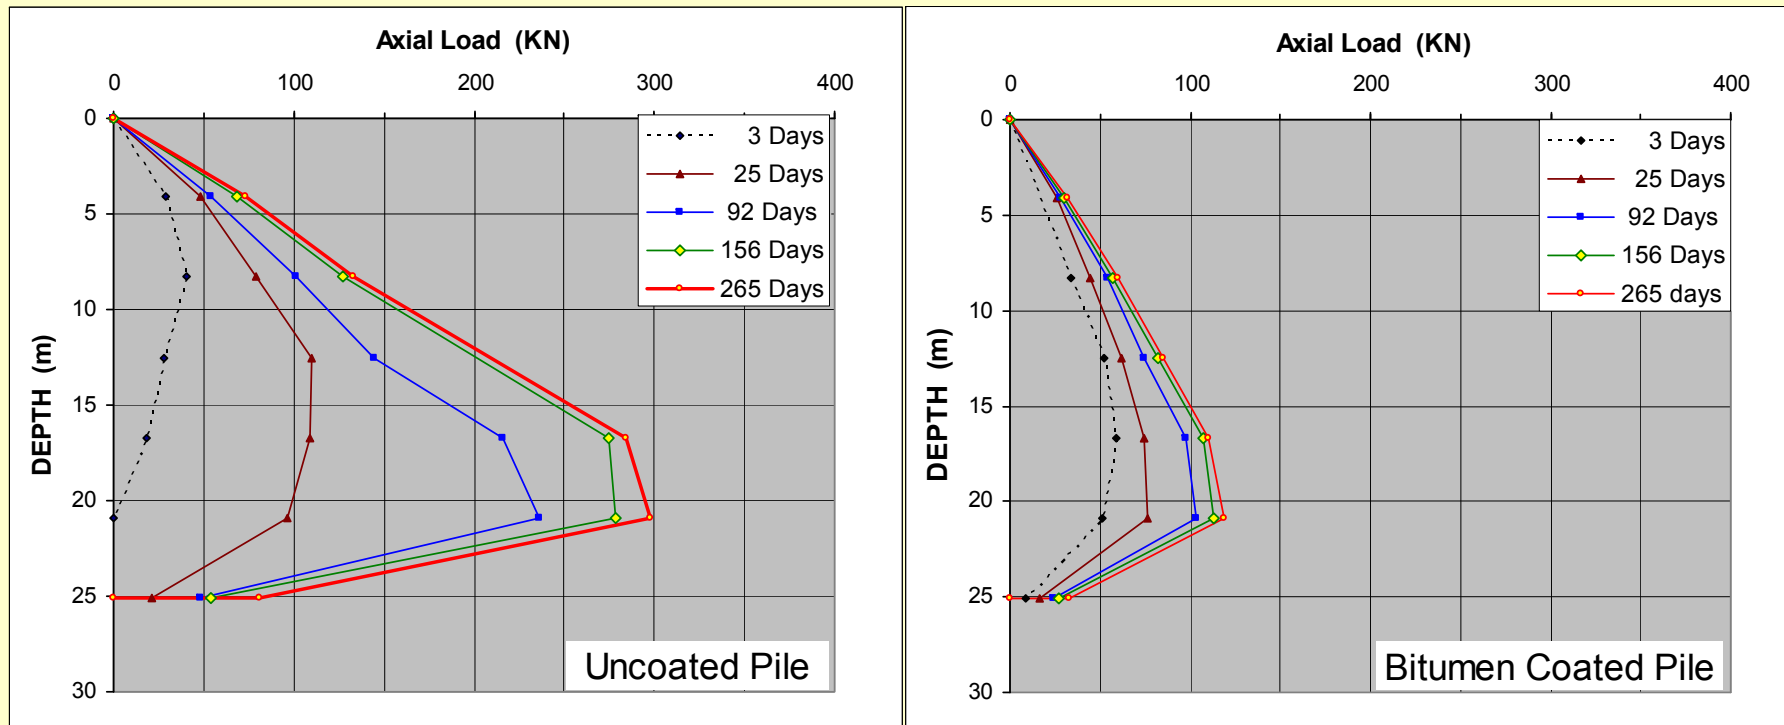 Axial Load (KN)
0 100 200 300 400
0
5
10
15
20
25
30
DEPTH (m)
3 Days
25 Days
92 Days
156 Days
265 Days
Uncoated Pile
Axial Load (KN)
0 100 200 300 400
0
5
10
15
20
25
30
DEPTH (m)
3 Days
25 Days
92 Days
156 Days
265 days
Bitumen Coated Pile